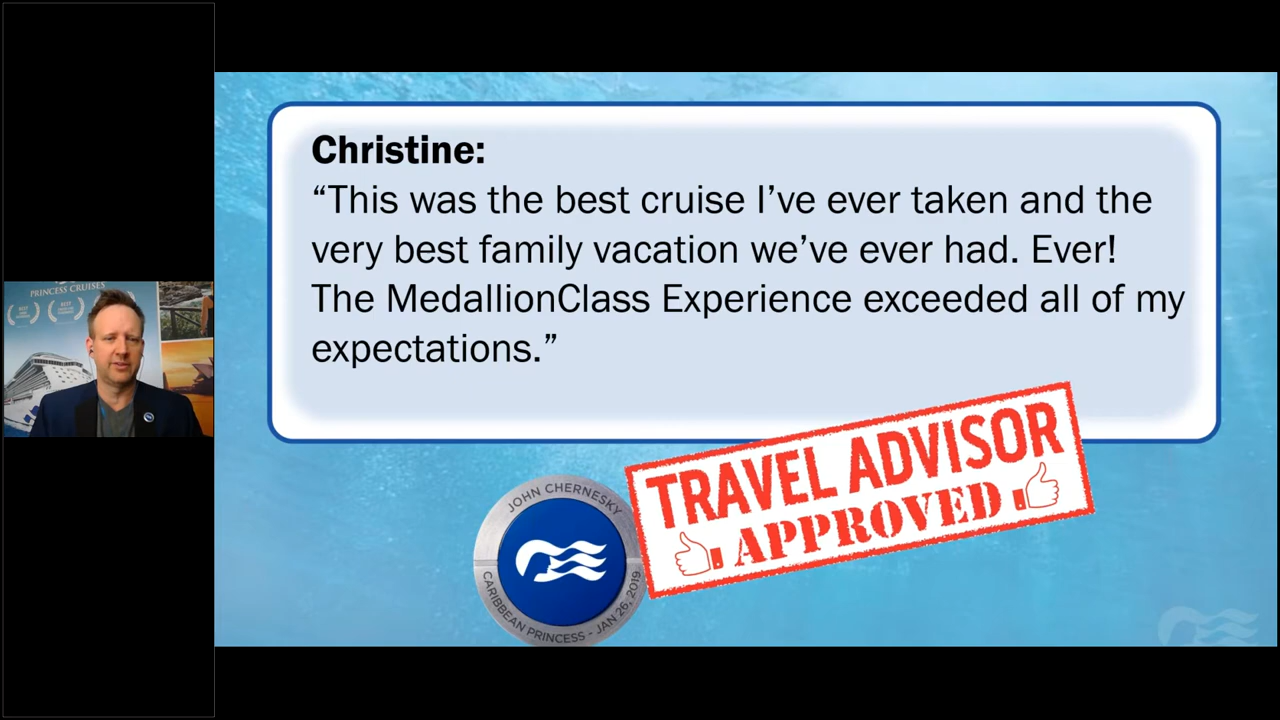 Christine:
“This was the best cruise I’ve ever taken and the
very best family vacation we’ve ever had. Ever!
The MedallionClass Experience exceeded all of my
expectations.”
TRAVEL ADVISOR
APPROVED
JOHN CHERNESKY
CARIBBEAN PRINCESS - JAN 26, 2019
PRINCESS CRUISES